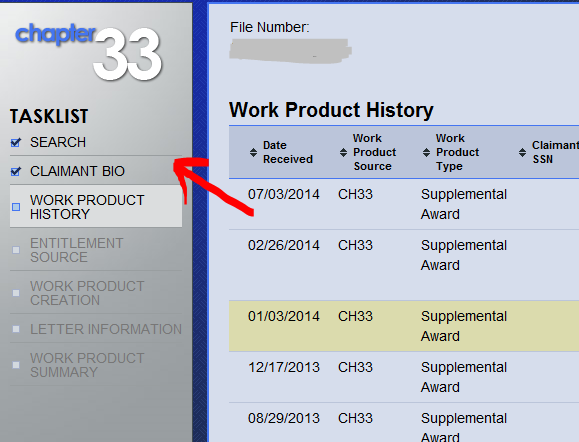 chapter 33
TASKLIST
SEARCH
CLAIMANT BIO
WORK PRODUCT
HISTORY
ENTITLEMENT
SOURCE
WORK PRODUCT
CREATION
LETTER INFORMATION
WORK PRODUCT
SUMMARY
File Number:
Work Product History
Date
Received
Work
Product
Source
Work
Product
Type
Claimant
SSN
07/03/2014 CH33 Supplemental
Award
02/26/2014 CH33 Supplemental
Award
01/03/2014 CH33 Supplemental
Award
12/17/2013 CH33 Supplemental
Award
08/29/2013 CH33 Supplemental
Award